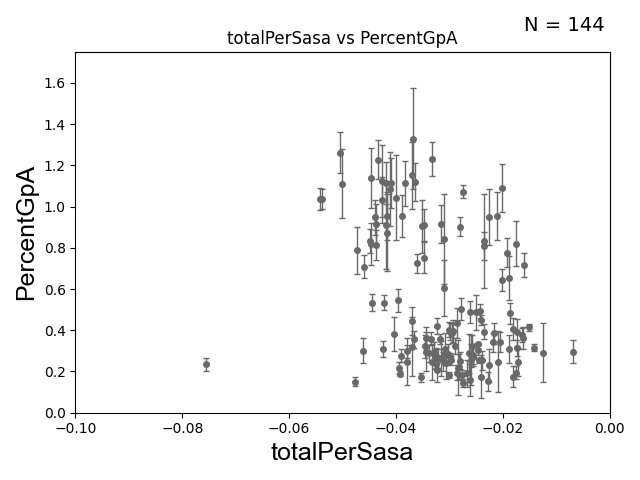 N = 144
totalPerSasa vs PercentGpA
PercentGpA
1.6
1.4
1.2
1.0
0.8
0.6
0.4
0.2
0.0
−0.10 −0.08 −0.06 −0.04 −0.02 0.00
totalPerSasa